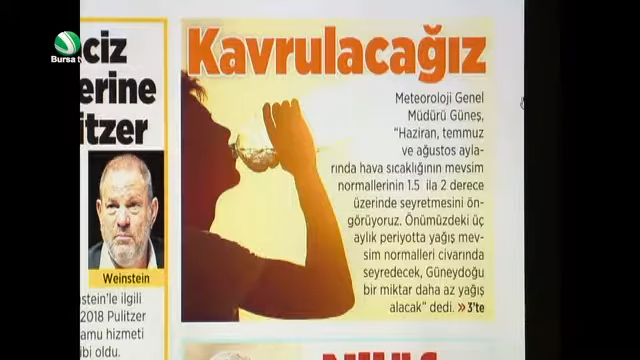 Bursa tv
ciz
erine
itzer
Weinstein
stein'le ilgili
2018 Pulitzer
amu hizmeti
ibi oldu.
Kavrulacağız
Meteoroloji Genel
Müdürü Güneş,
“Haziran, temmuz
ve ağustos ayla-
rında hava sıcaklığının mevsim
normallerinin 1.5 ila 2 derece
üzerinde seyretmesini ön-
görüyoruz. Önümüzdeki üç
aylık periyotta yağış mev-
sim normalleri civarında
seyredecek, Güneydoğu
bir miktar daha az yağış
alacak” dedi. »3'te